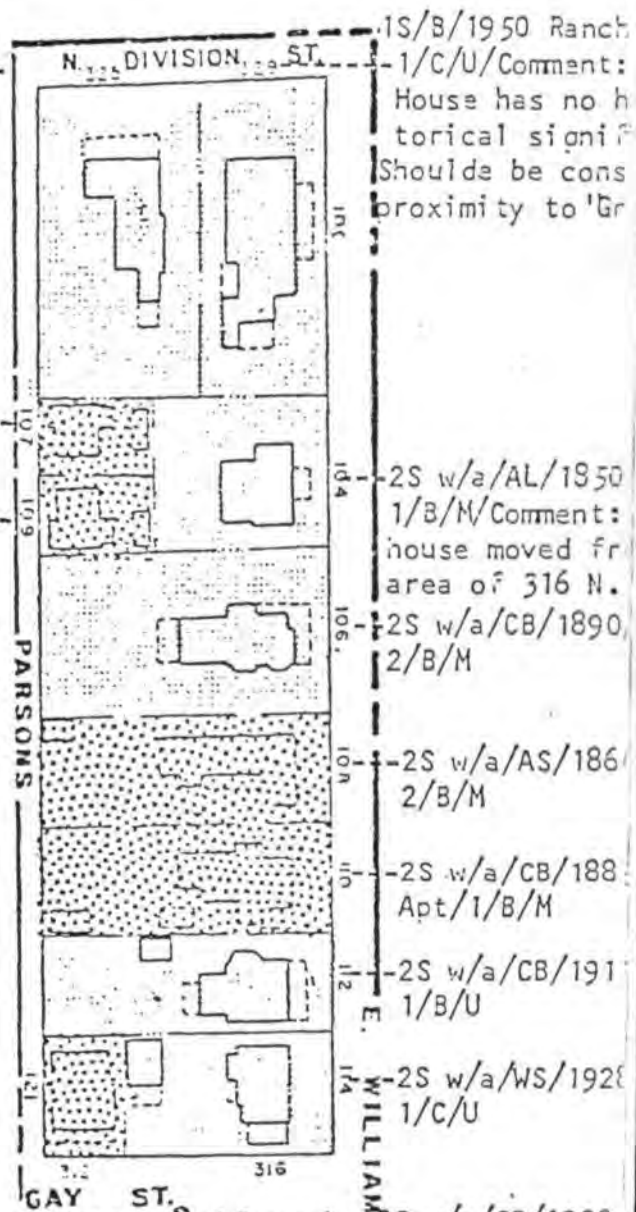 1S/B/1950 Ranch
N. DIVISION ST.
1/C/U/Comment:
House has no h
torical signif
Shoulde be cons
proximity to 'Gr
107
104
2S w/a/AL/1850
1/B/M/Comment:
house moved fr
area of 316 N.
109
106
2S w/a/CB/1890
2/B/M
PARSONS
108
2S w/a/AS/186
2/B/M
110
2S w/a/CB/188
Apt/1/B/M
112
2S w/a/CB/191
1/B/U
E. WILLIAM
121
114
2S w/a/WS/1928
1/C/U
312
316
GAY ST.